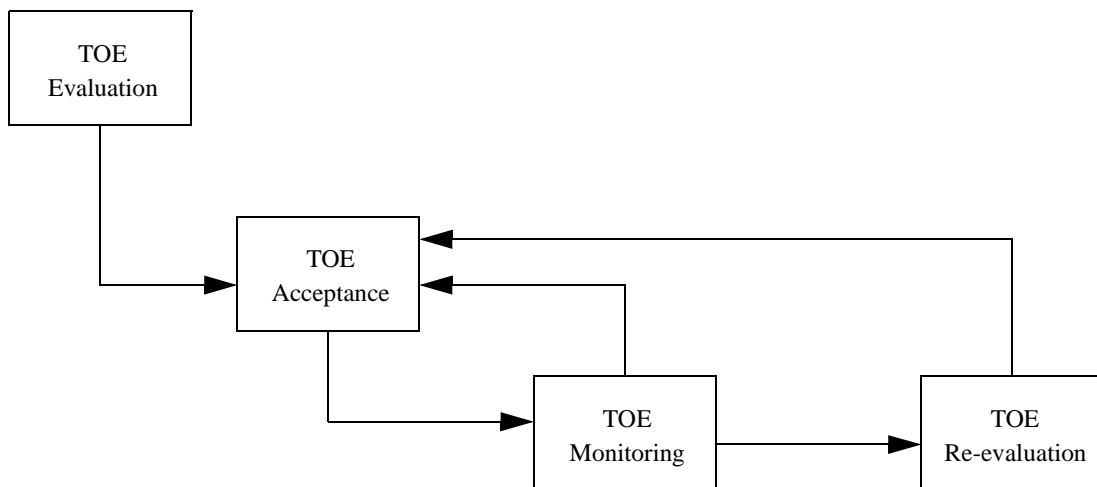 TOE
Evaluation
TOE
Acceptance
TOE
Monitoring
TOE
Re-evaluation